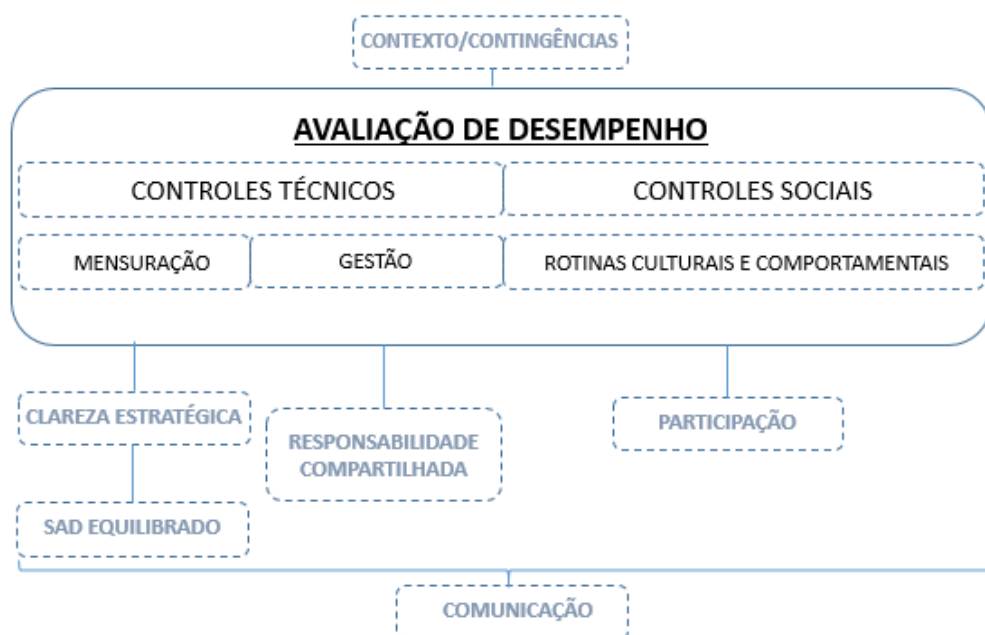 CONTEXTO/CONTINGÊNCIAS
AVALIAÇÃO DE DESEMPENHO
CONTROLES TÉCNICOS
CONTROLES SOCIAIS
MENSURAÇÃO
GESTÃO
ROTINAS CULTURAIS E COMPORTAMENTAIS
CLAREZA ESTRATÉGICA
RESPONSABILIDADE
COMPARTILHADA
PARTICIPAÇÃO
SAD EQUILIBRADO
COMUNICAÇÃO